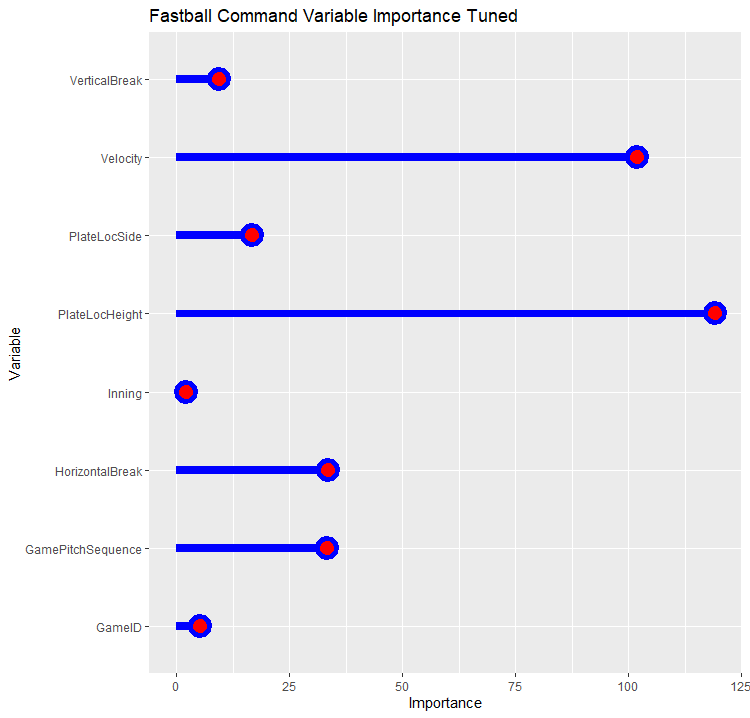 Fastball Command Variable Importance Tuned
VerticalBreak
Velocity
PlateLocSide
PlateLocHeight
Variable
Inning
HorizontalBreak
GamePitchSequence
GameID
0 25 50 75 100 125
Importance